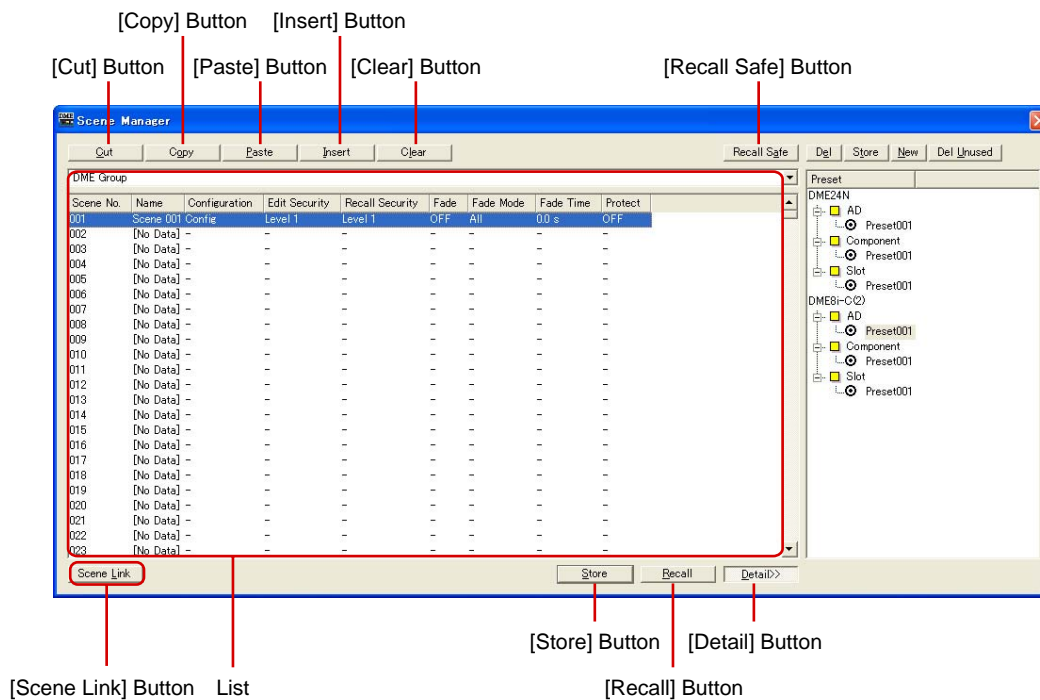 [Copy] Button [Insert] Button
[Cut] Button [Paste] Button [Clear] Button [Recall Safe] Button
Scene Manager
Cut Copy Paste Insert Clear Recall Safe Del Store New Del Unused
DME Group
Preset
Scene No. Name Configuration Edit Security Recall Security Fade Fade Mode Fade Time Protect
001 Scene 001 Config Level 1 Level 1 OFF All 0.0 s OFF
002 [No Data] - - - - - - -
003 [No Data] - - - - - - -
004 [No Data] - - - - - - -
005 [No Data] - - - - - - -
006 [No Data] - - - - - - -
007 [No Data] - - - - - - -
008 [No Data] - - - - - - -
009 [No Data] - - - - - - -
010 [No Data] - - - - - - -
011 [No Data] - - - - - - -
012 [No Data] - - - - - - -
013 [No Data] - - - - - - -
014 [No Data] - - - - - - -
015 [No Data] - - - - - - -
016 [No Data] - - - - - - -
017 [No Data] - - - - - - -
018 [No Data] - - - - - - -
019 [No Data] - - - - - - -
020 [No Data] - - - - - - -
021 [No Data] - - - - - - -
022 [No Data] - - - - - - -
023 [No Data] - - - - - - -
DME24N
AD
Preset001
Component
Preset001
Slot
Preset001
DME8i-C(2)
AD
Preset001
Component
Preset001
Slot
Preset001
Scene Link Store Recall Detail>>
[Store] Button [Detail] Button
[Scene Link] Button List [Recall] Button